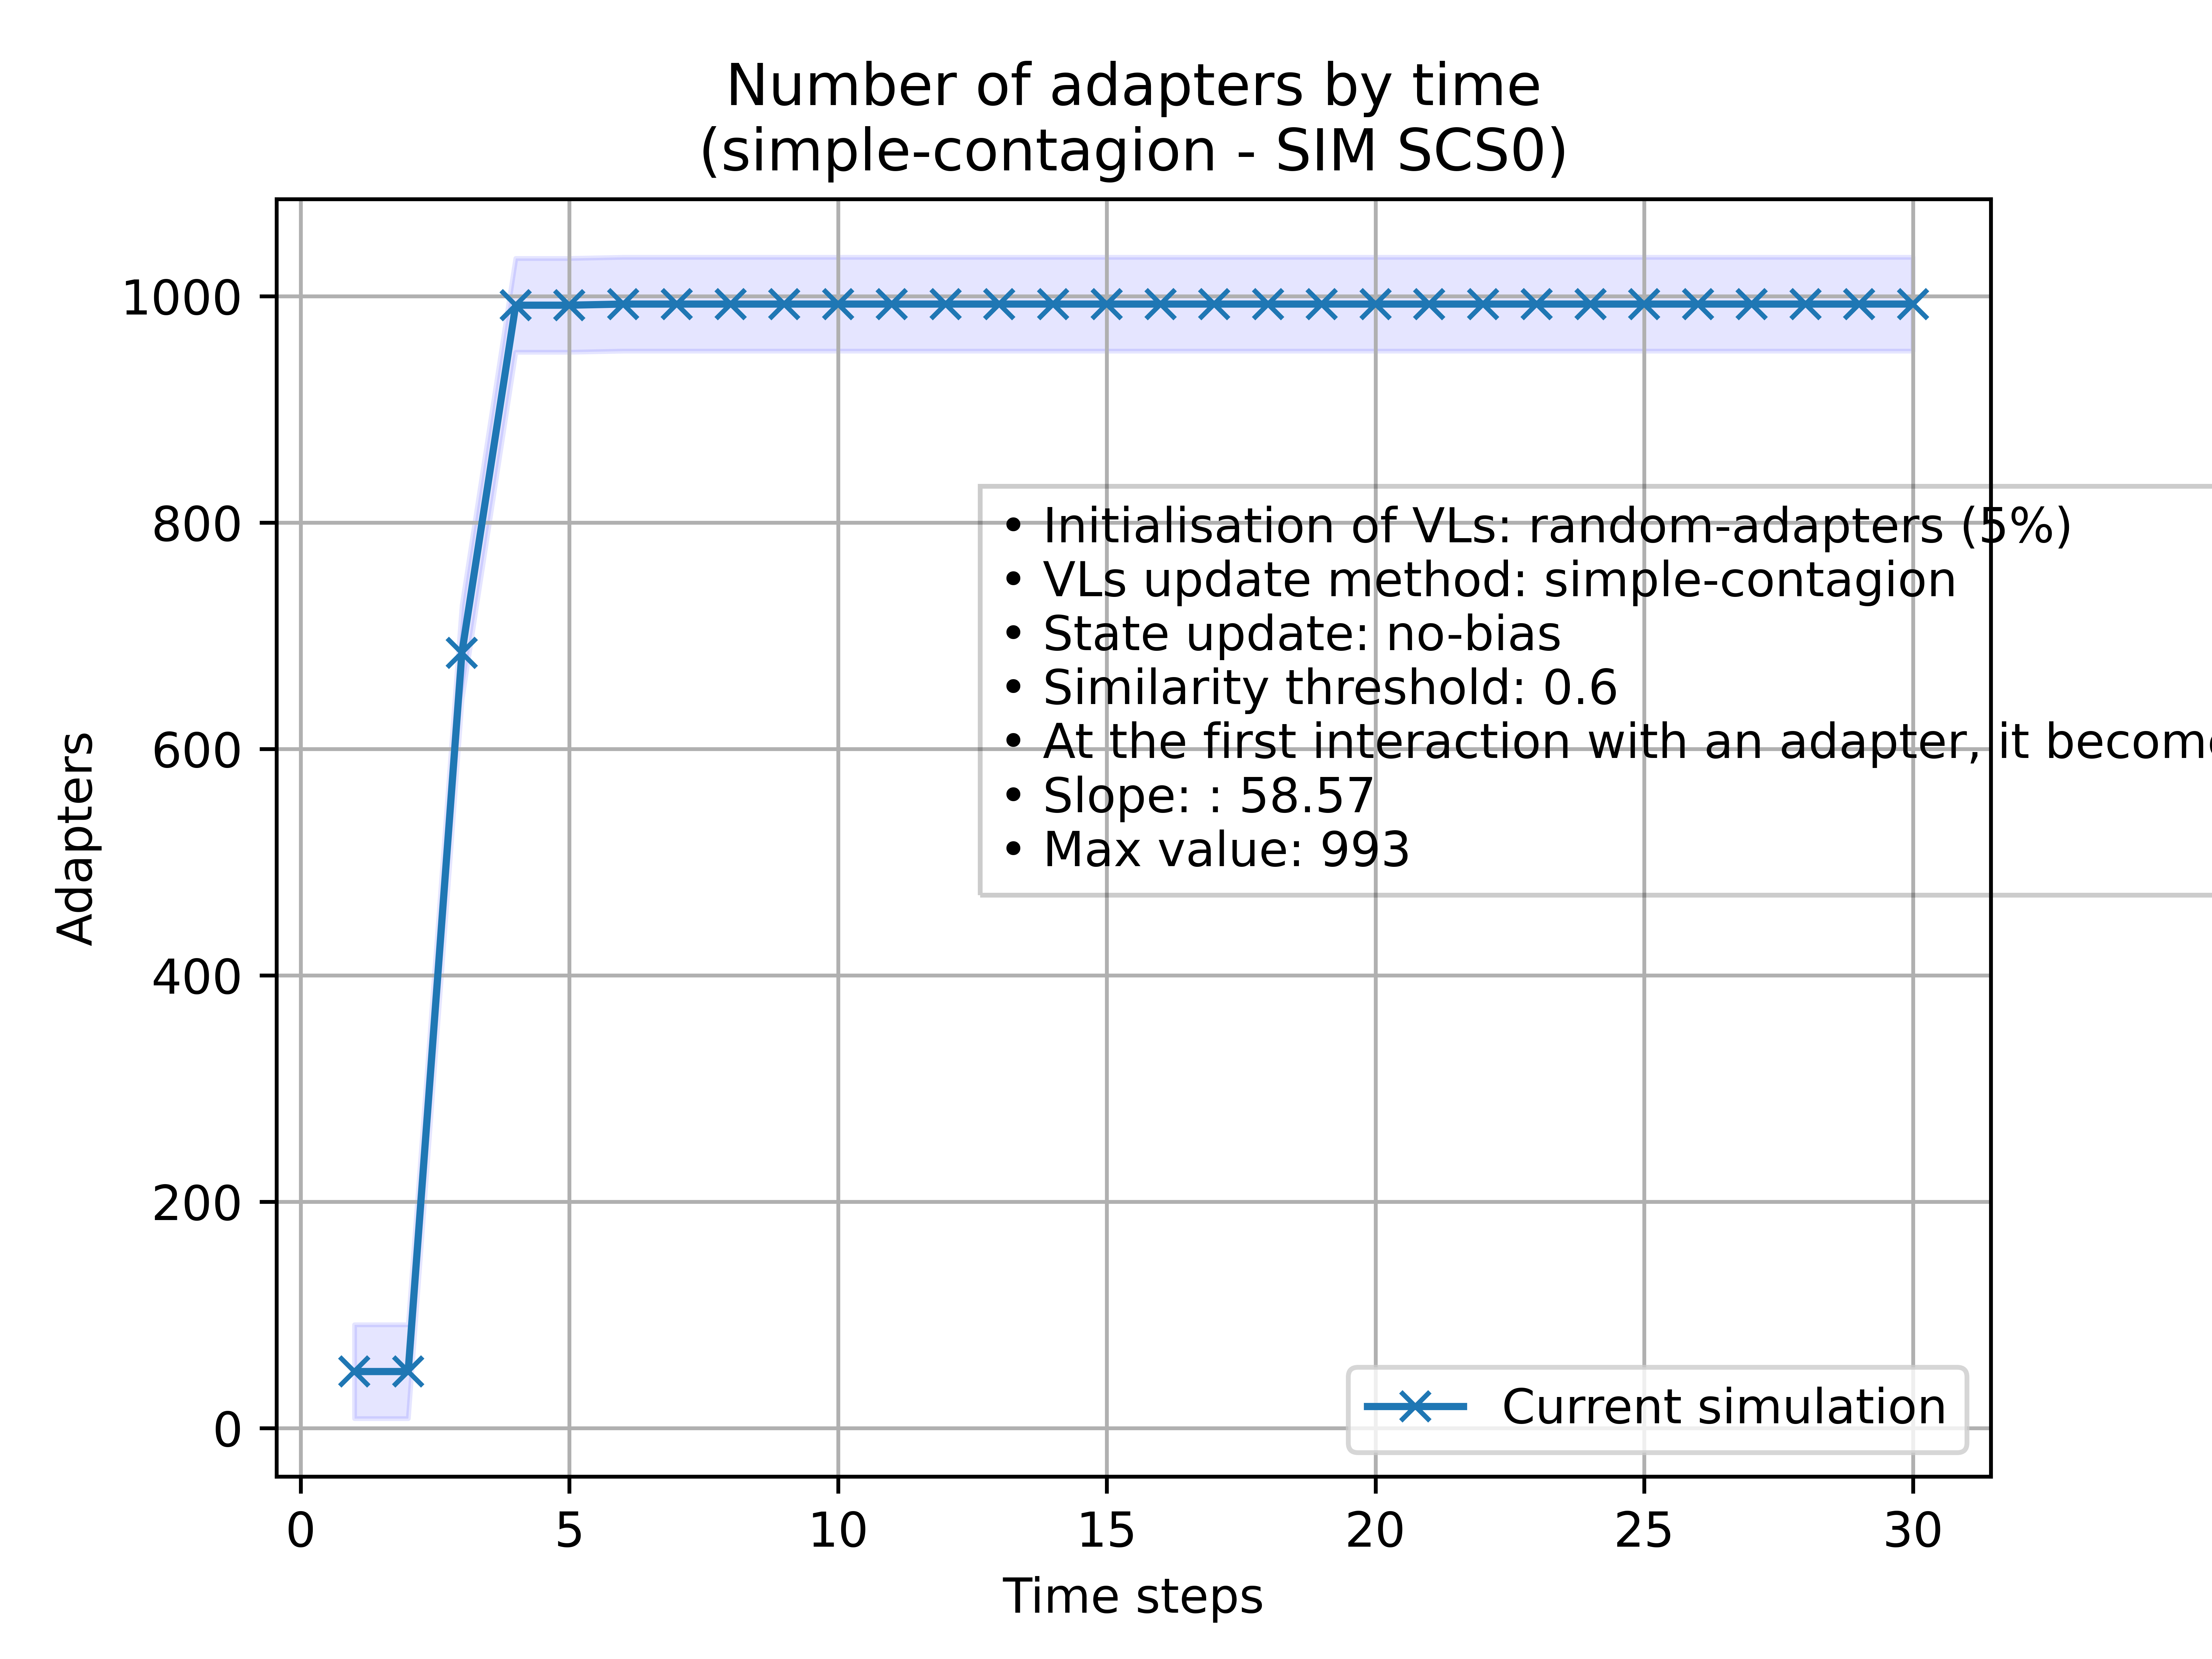 Number of adapters by time
(simple-contagion - SIM SCS0)
1000
800
600
400
200
0
Adapters
• Initialisation of VLs: random-adapters (5%)
• VLs update method: simple-contagion
• State update: no-bias
• Similarity threshold: 0.6
• At the first interaction with an adapter, it
• Slope: : 58.57
• Max value: 993
Current simulation
0 5 10 15 20 25 30
Time steps